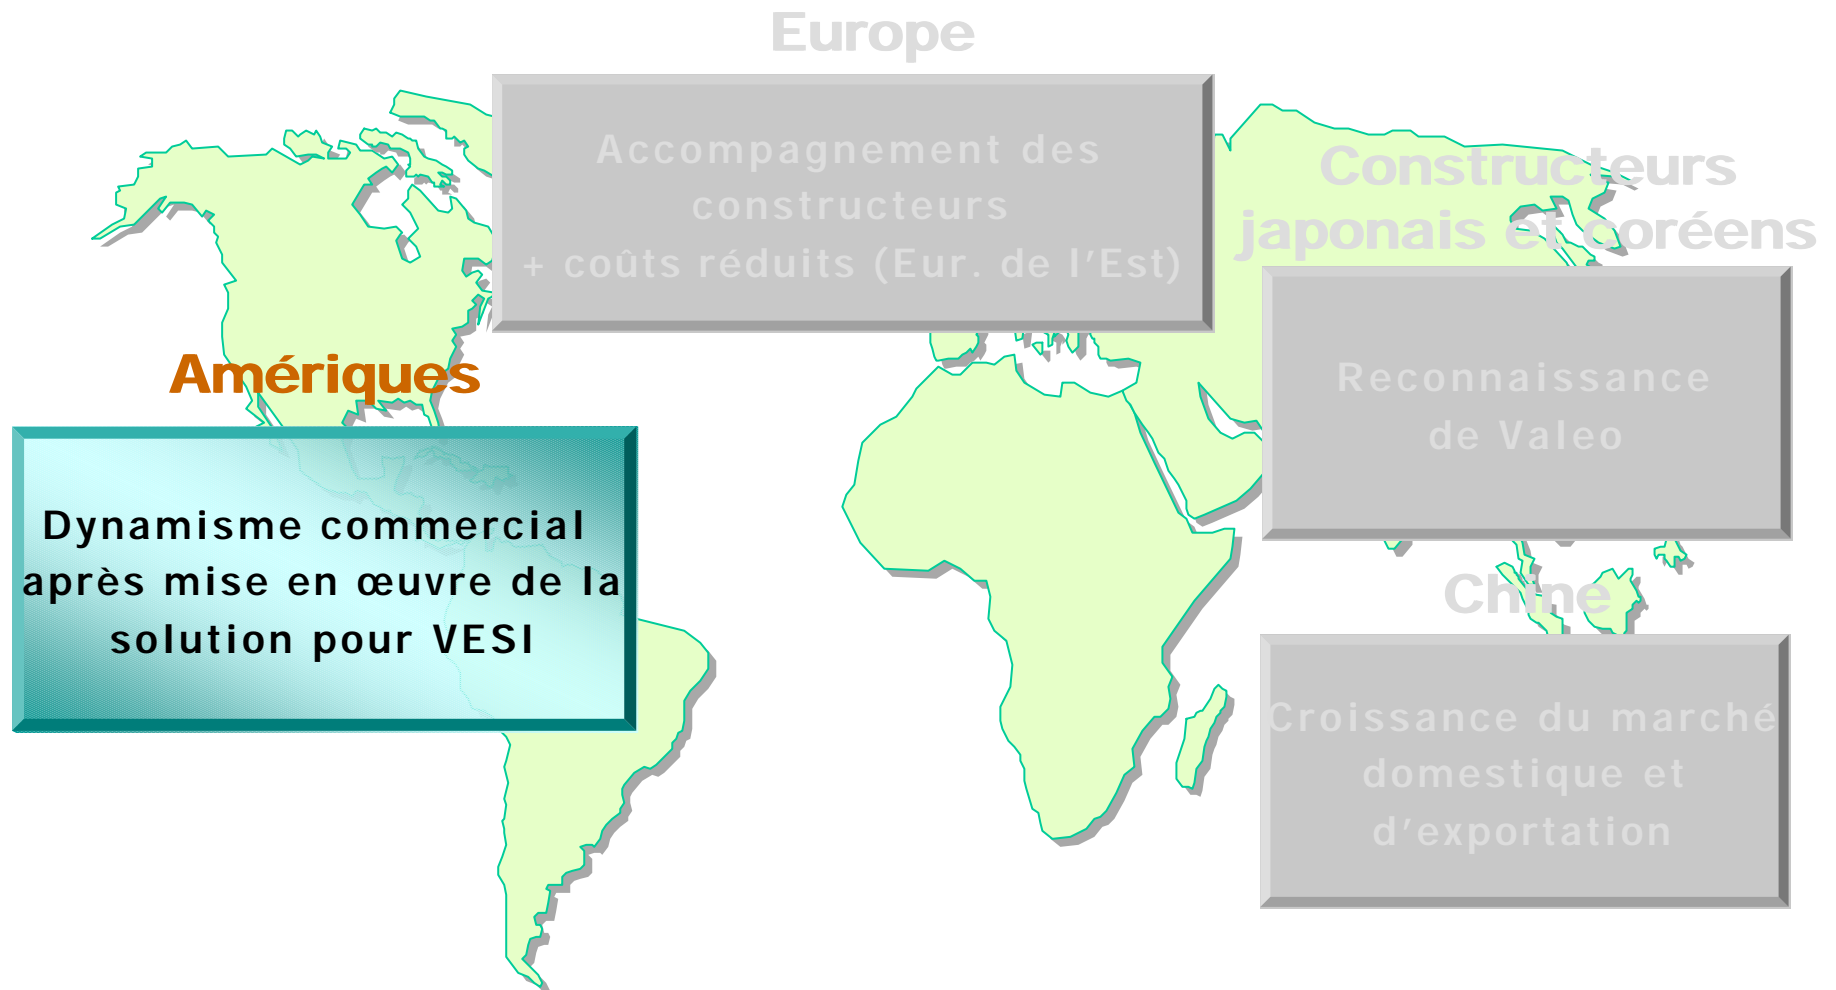 Europe
Accompagnement des
constructeurs
+ coûts réduits (Eur. de l’Est)
Constructeurs
japonais et coréens
Reconnaissance
de Valeo
Amériques
Dynamisme commercial
après mise en œuvre de la
solution pour VESI
Chine
Croissance du marché
domestique et
d’exportation